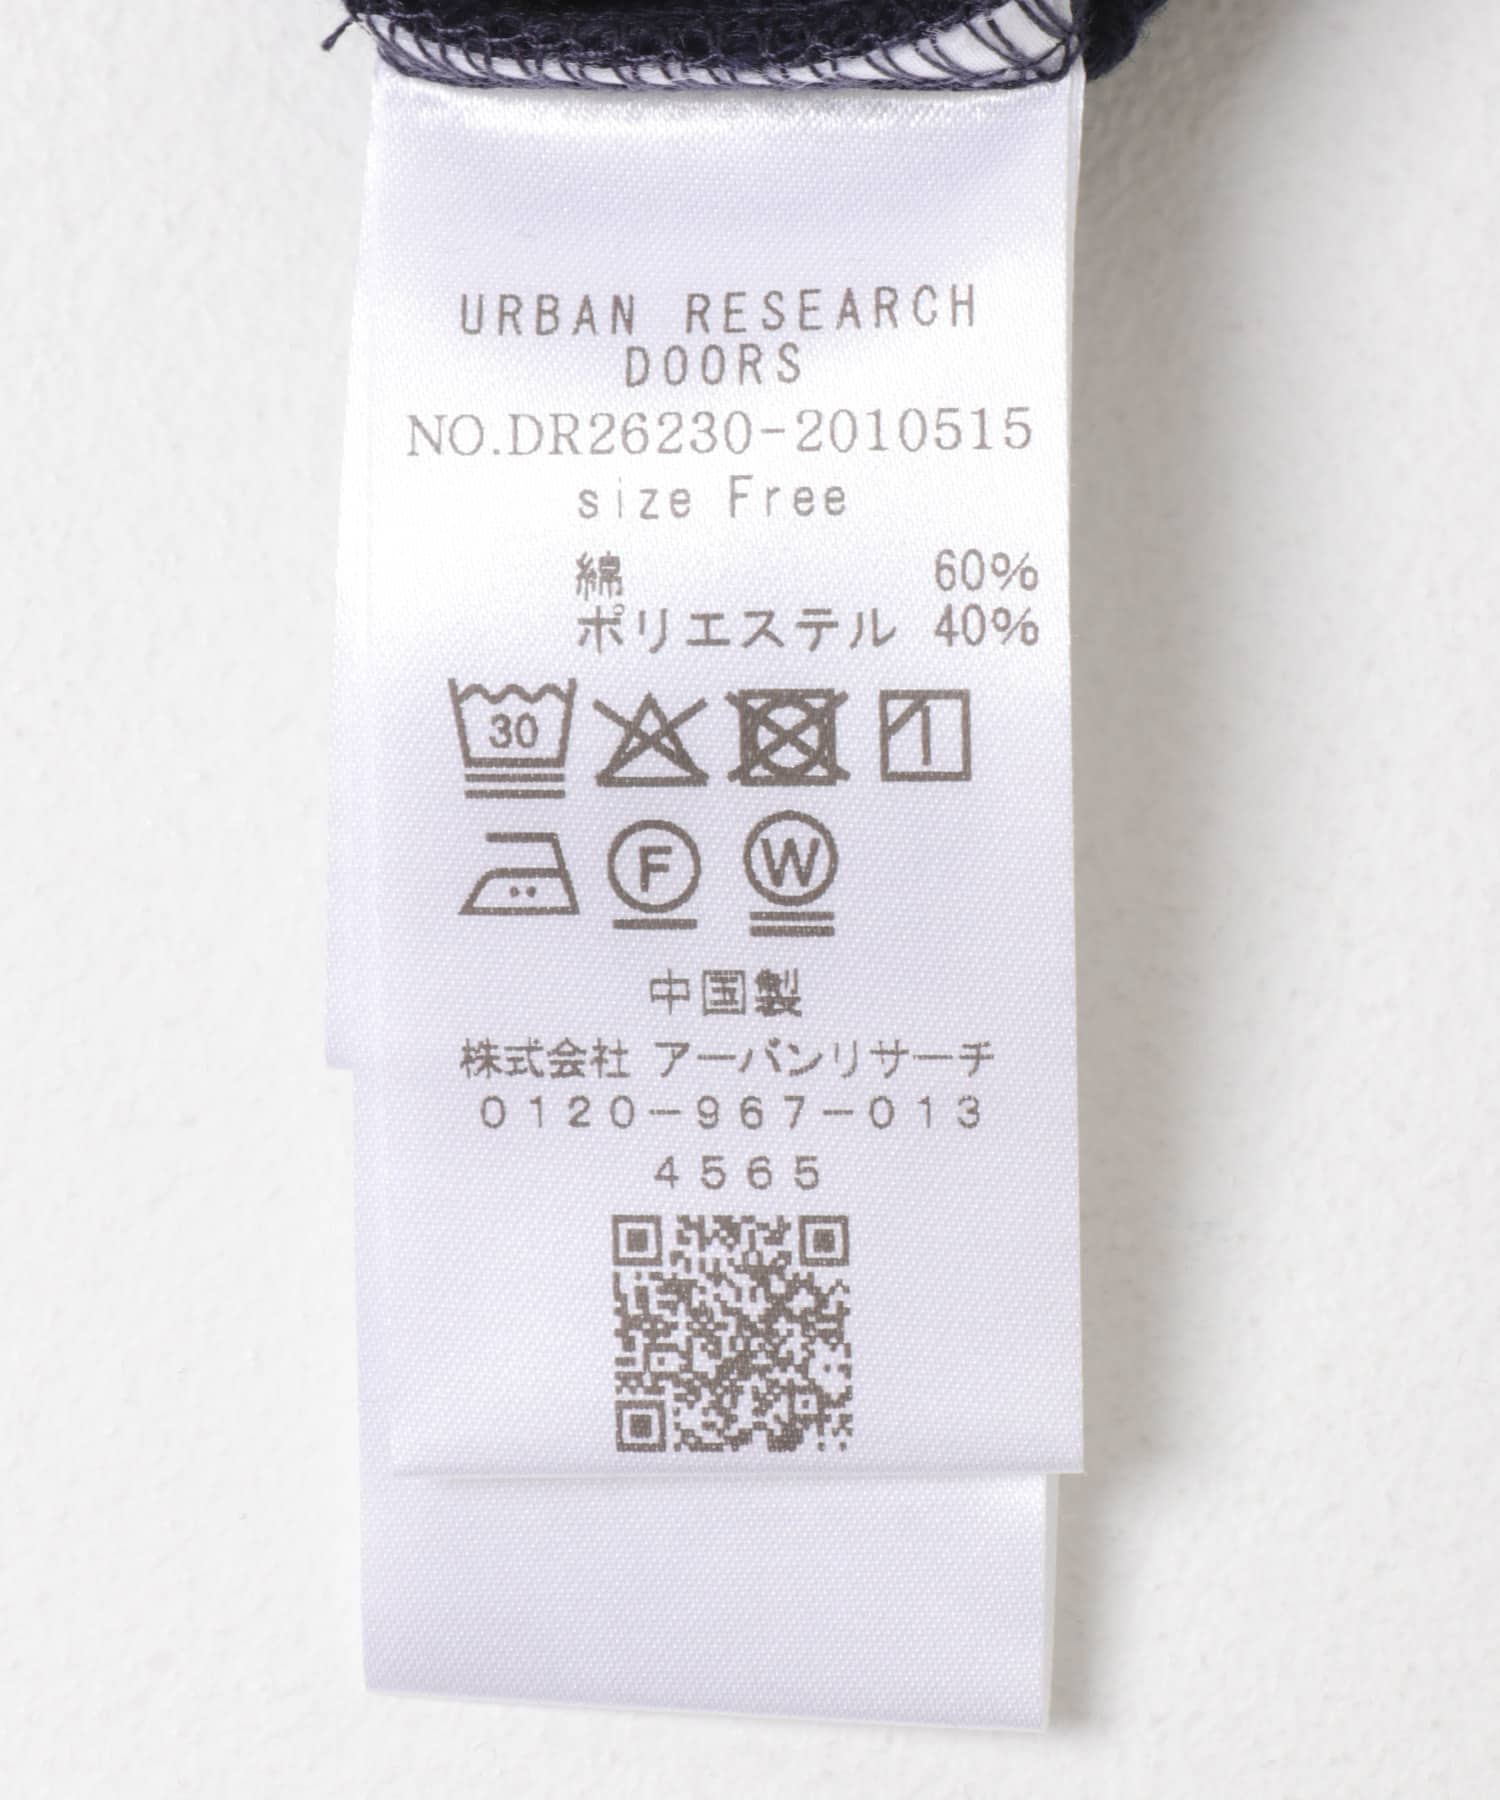 URBAN RESEARCH
DOORS
NO.DR26230-2010515
size Free
綿 60%
ポリエステル 40%
30
F W
中国製
株式会社 アーバンリサーチ
0120-967-013
4565